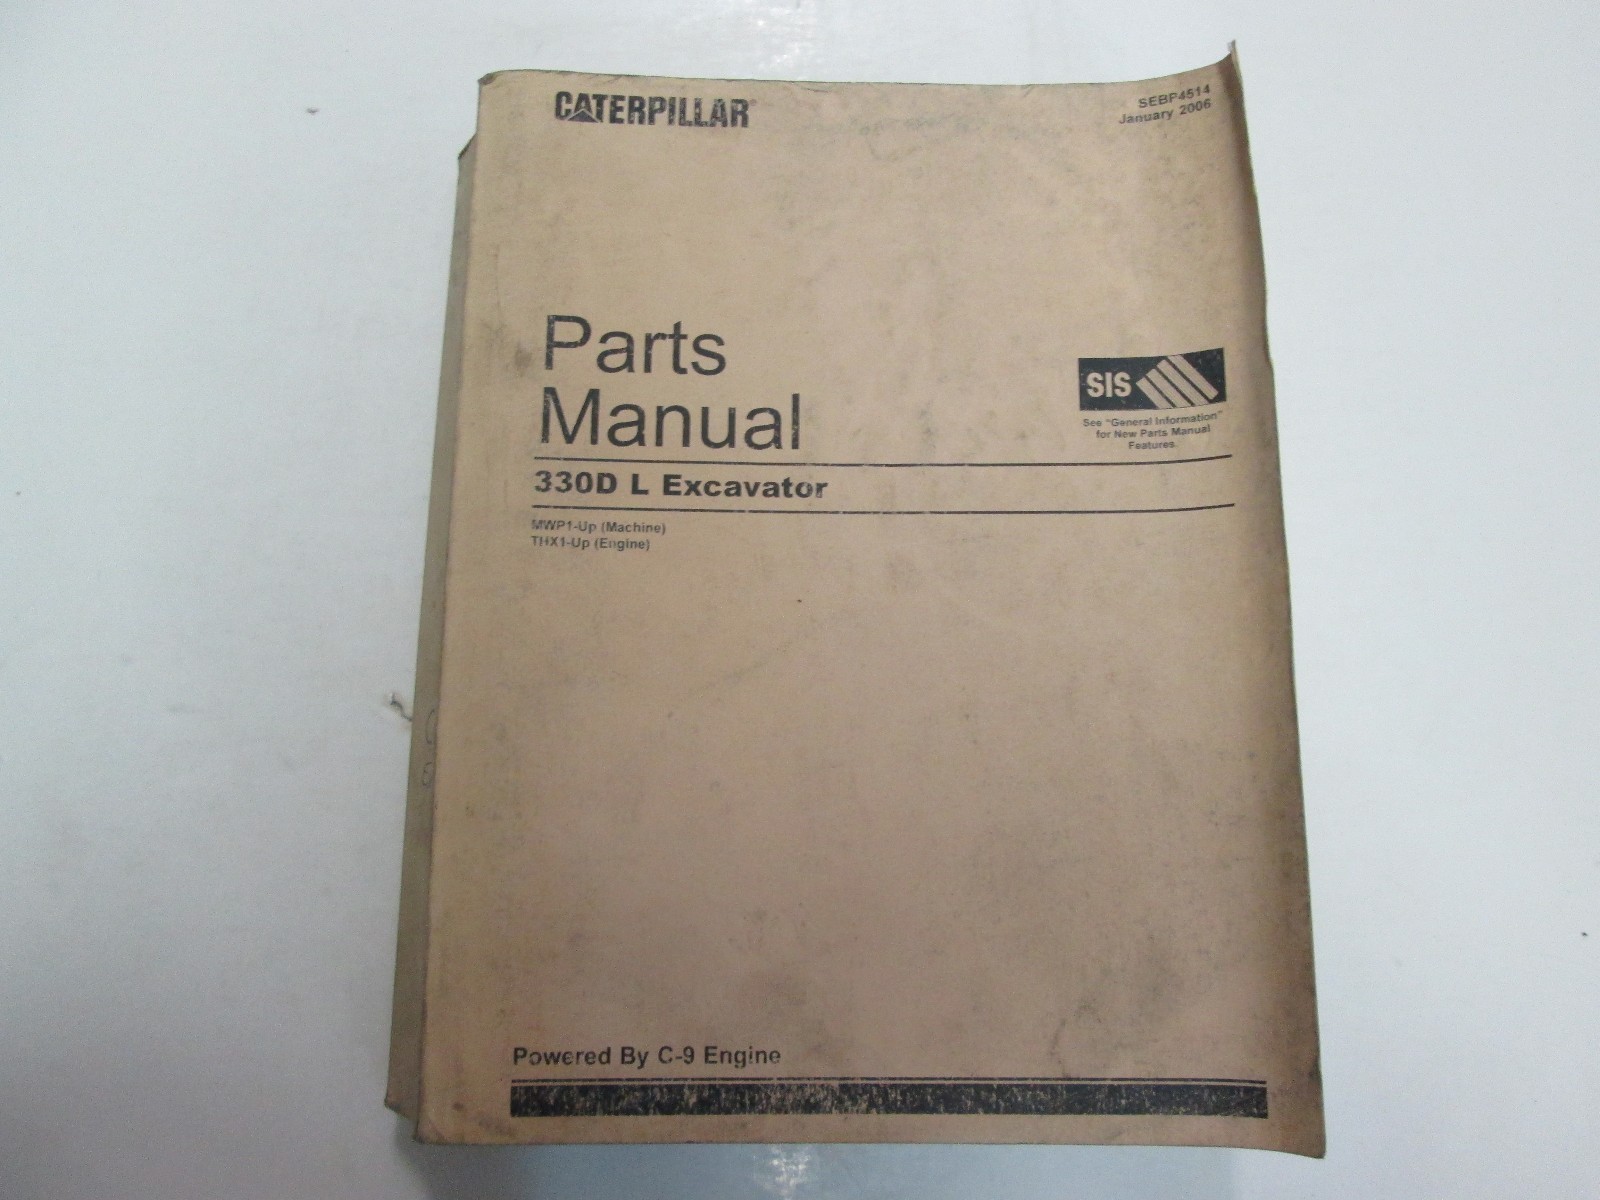 CATERPILLAR®
SEBP4514
January 2006
Parts
Manual
SIS
See "General Information"
for New Parts Manual
Features.
330D L Excavator
MWP1-Up (Machine)
THX1-Up (Engine)
Powered By C-9 Engine